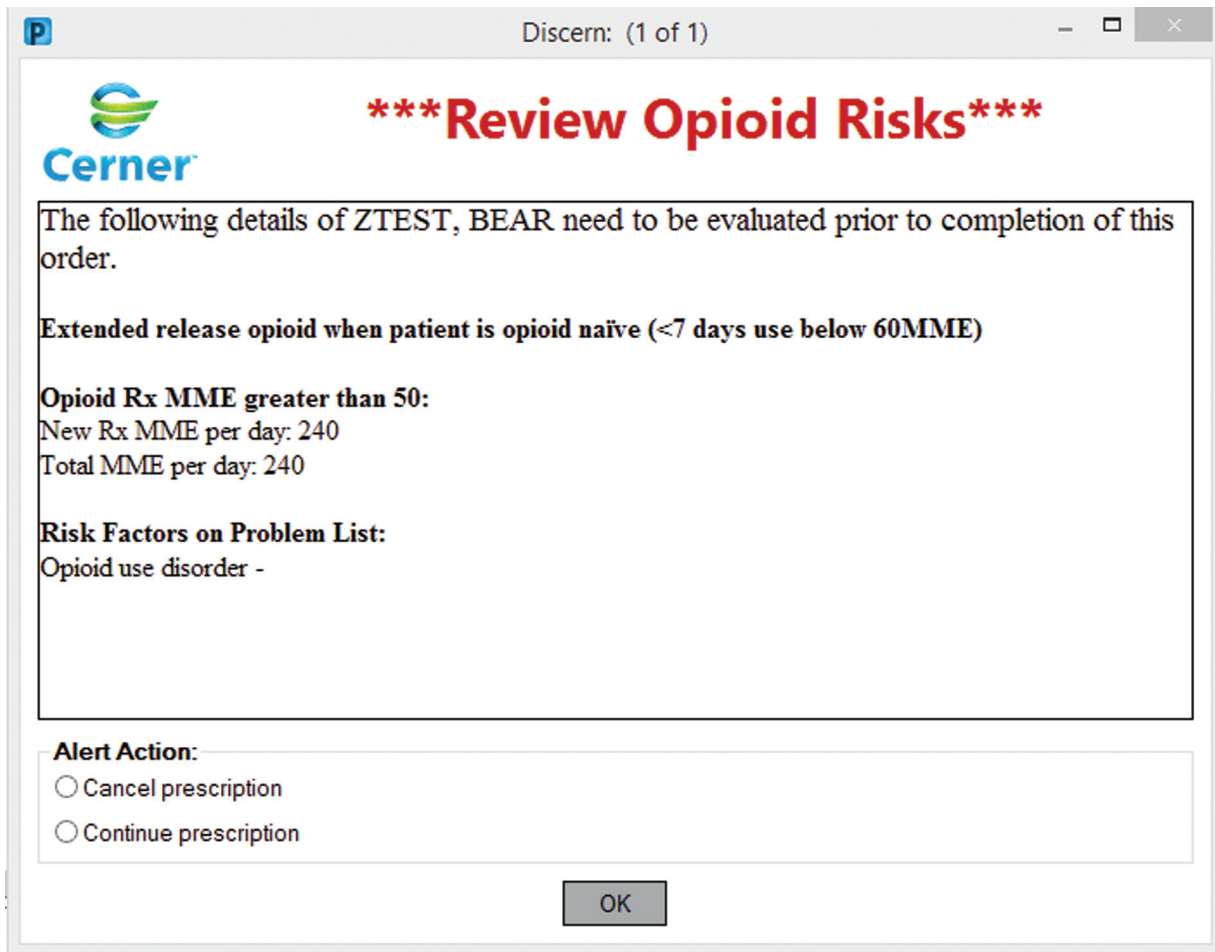 Discern: (1 of 1)
Cerner™
***Review Opioid Risks***
The following details of ZTEST, BEAR need to be evaluated prior to completion of this
order.
Extended release opioid when patient is opioid naïve (<7 days use below 60MME)
Opioid Rx MME greater than 50:
New Rx MME per day: 240
Total MME per day: 240
Risk Factors on Problem List:
Opioid use disorder -
Alert Action:
Cancel prescription
Continue prescription
OK